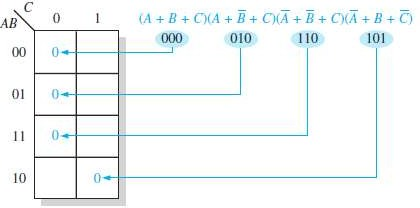 C
AB 0 1 (A + B + C)(A + B̅ + C)(A̅ + B̅ + C)(A̅ + B + C̅)
000 010 110 101
00 0
01 0
11 0
10 0